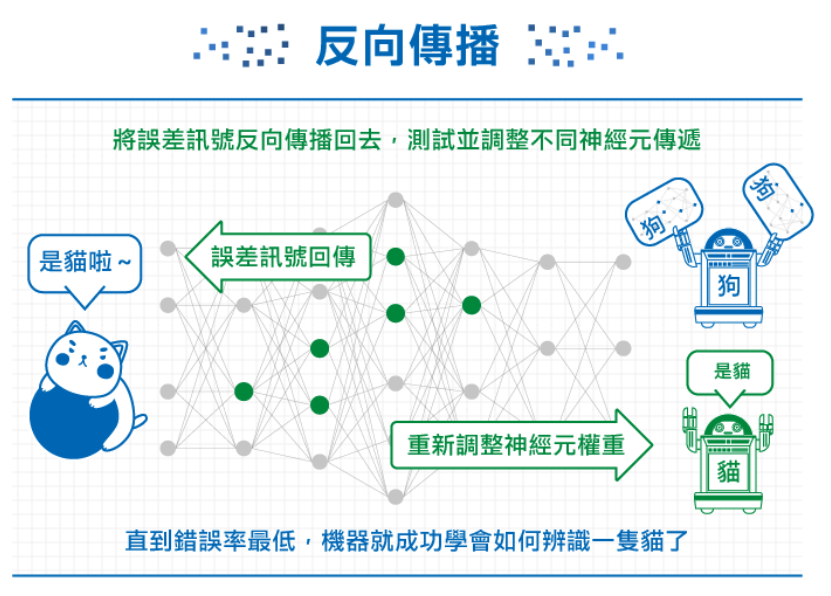 反向傳播
將誤差訊號反向傳播回去，測試並調整不同神經元傳遞
狗
狗
誤差訊號回傳
是貓啦～
狗
是貓
重新調整神經元權重
貓
直到錯誤率最低，機器就成功學會如何辨識一隻貓了